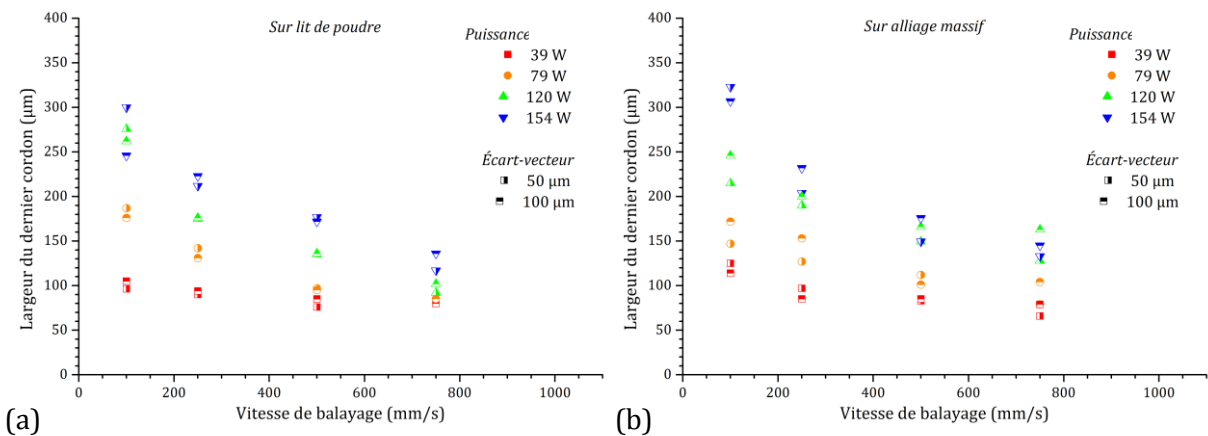 Sur lit de poudre
Puissance
39 W
79 W
120 W
154 W
Écart-vecteur
50 µm
100 µm
Largeur du dernier cordon (µm)
400
350
300
250
200
150
100
50
0
0 200 400 600 800 1000
Vitesse de balayage (mm/s)
(a)
Sur alliage massif
Puissance
39 W
79 W
120 W
154 W
Écart-vecteur
50 µm
100 µm
Largeur du dernier cordon (µm)
400
350
300
250
200
150
100
50
0
0 200 400 600 800 1000
Vitesse de balayage (mm/s)
(b)